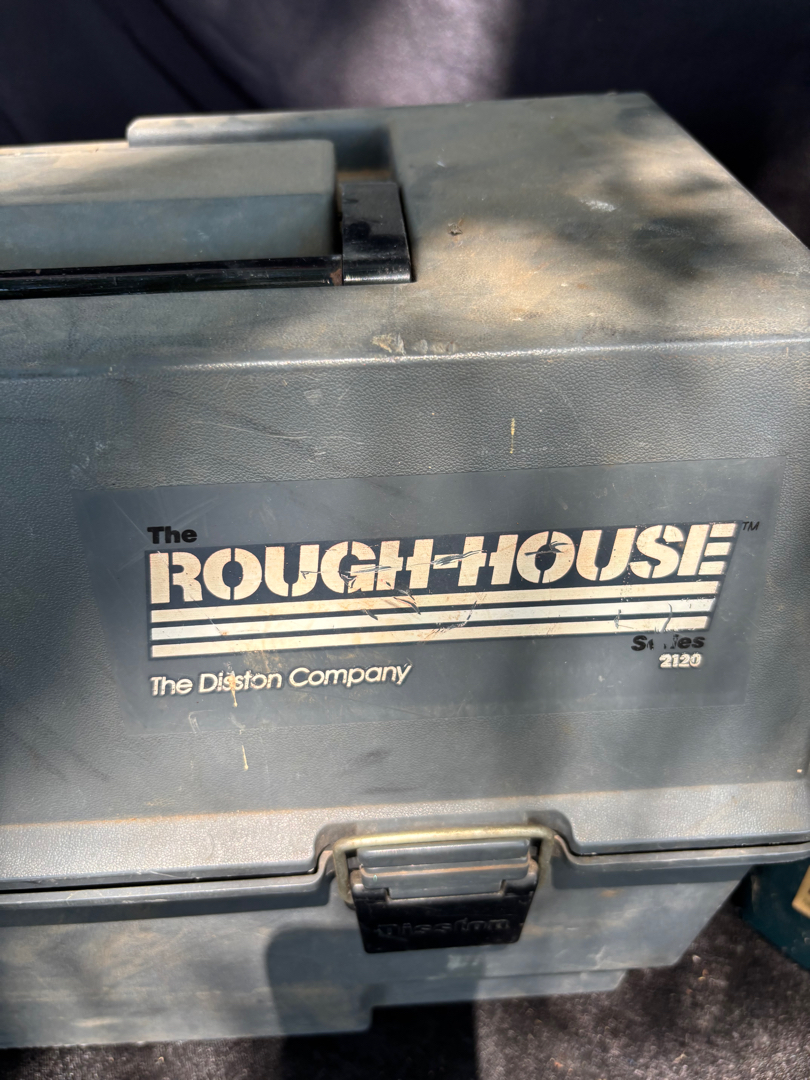 The
ROUGH-HOUSE™
Series
2120
The Disston Company
Disston